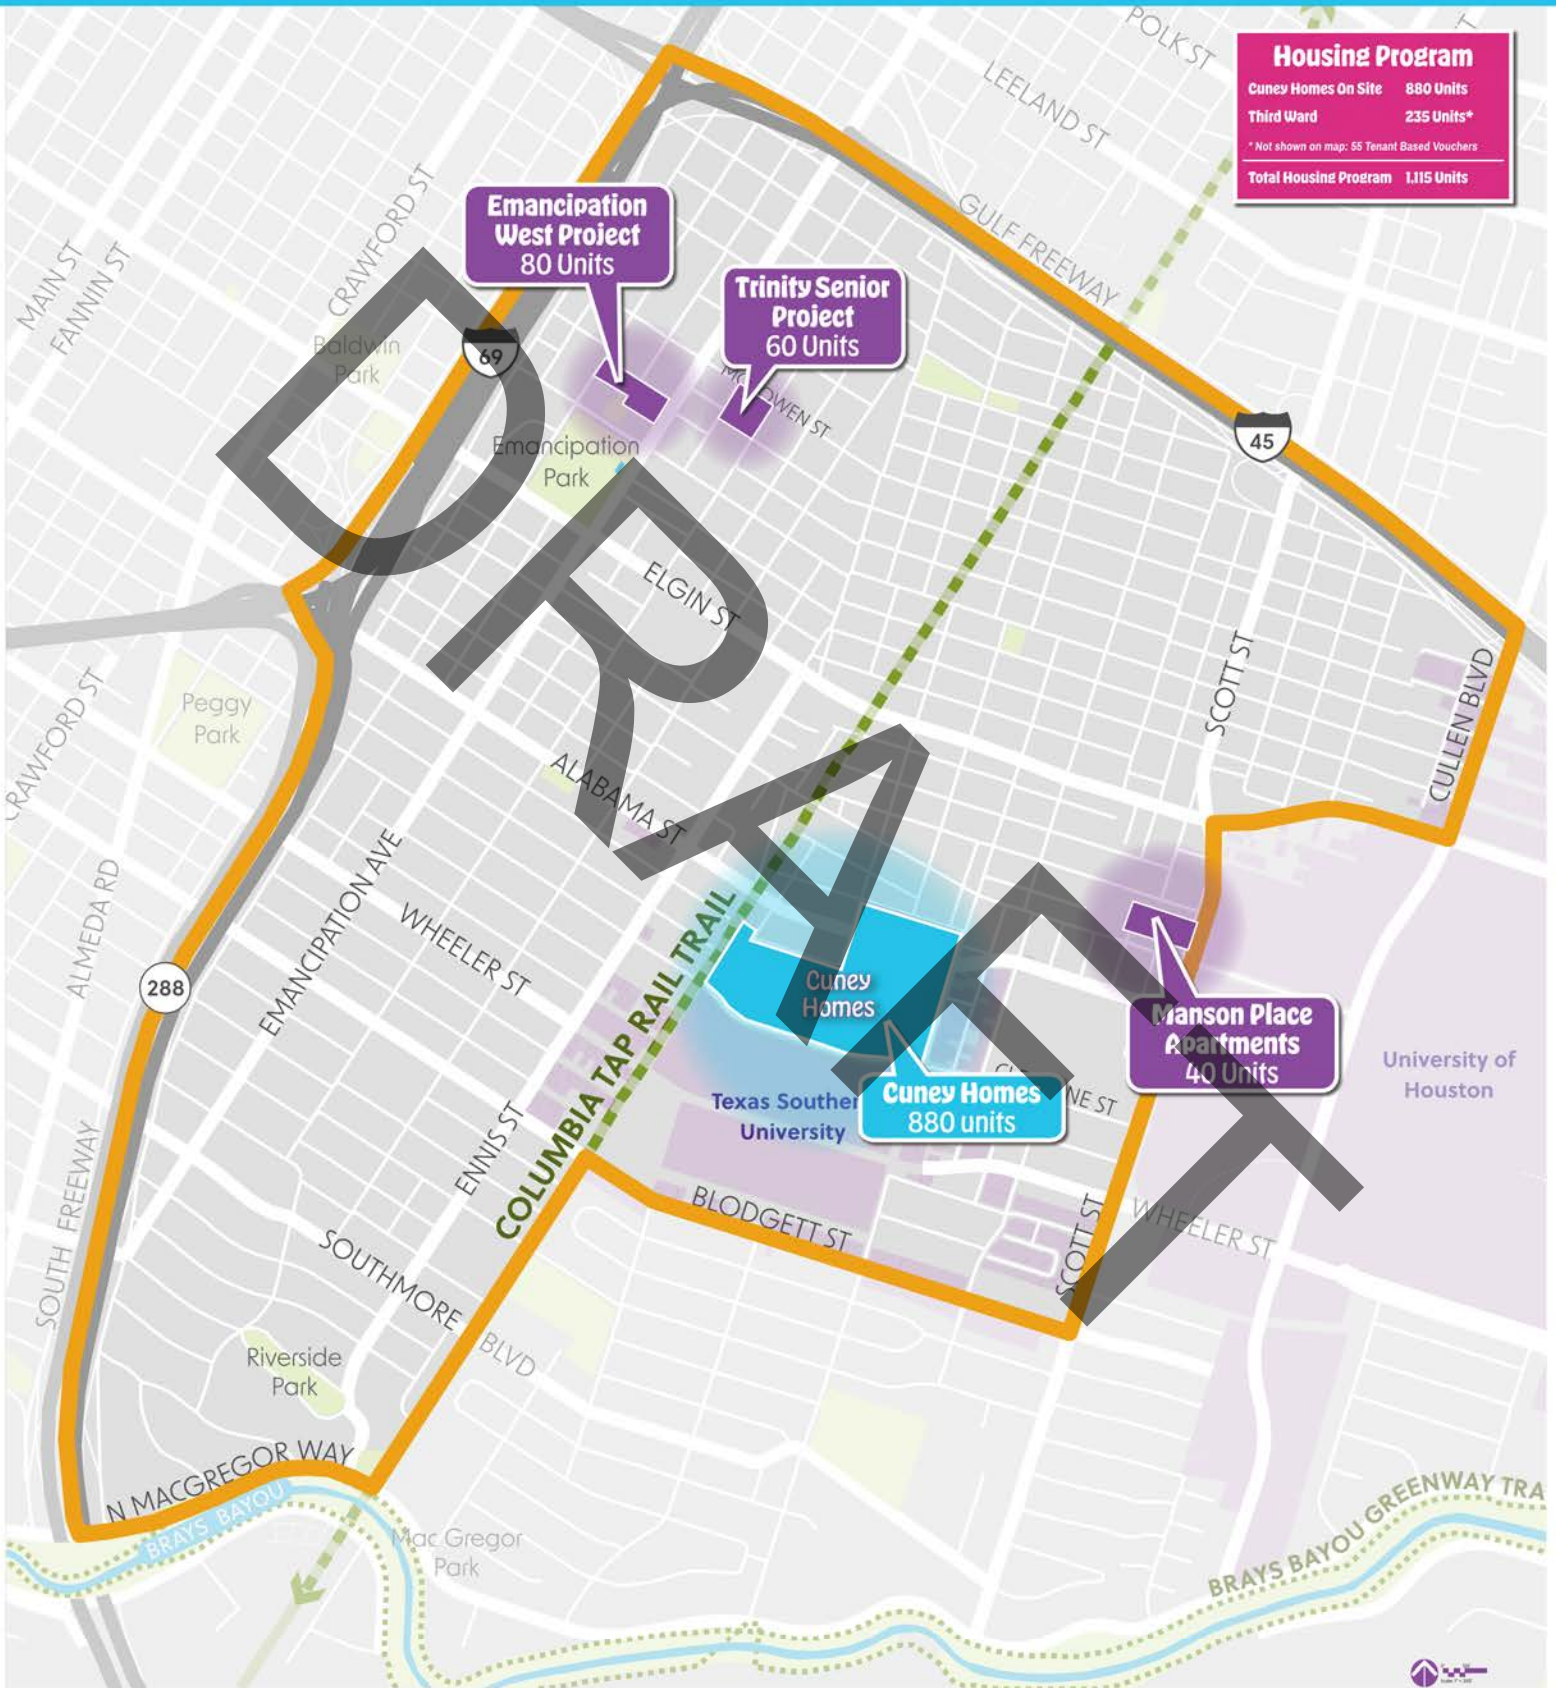 POLK ST
LEELAND ST
Housing Program
Cuney Homes On Site 880 Units
Third Ward 235 Units*
* Not shown on map: 55 Tenant Based Vouchers
Total Housing Program 1,115 Units
MAIN ST
FANNIN ST
CRAWFORD ST
GULF FREEWAY
Emancipation
West Project
80 Units
Trinity Senior
Project
60 Units
Baldwin
Park
69
45
Emancipation
Park
ELGIN ST
SCOTT ST
CULLEN BLVD
Peggy
Park
CRAWFORD ST
ALABAMA ST
DRAFT
ALMEDA RD
EMANCIPATION AVE
WHEELER ST
288
COLUMBIA TAP RAIL TRAIL
Cuney
Homes
Manson Place
Apartments
40 Units
University of
Houston
Cuney Homes
880 units
Texas Souther
University
ENNIS ST
SOUTH FREEWAY
BLODGETT ST
SCOTT ST
WHEELER ST
SOUTHMORE BLVD
Riverside
Park
N MACGREGOR WAY
BRAYS BAYOU
Mac Gregor
Park
BRAYS BAYOU GREENWAY TRA